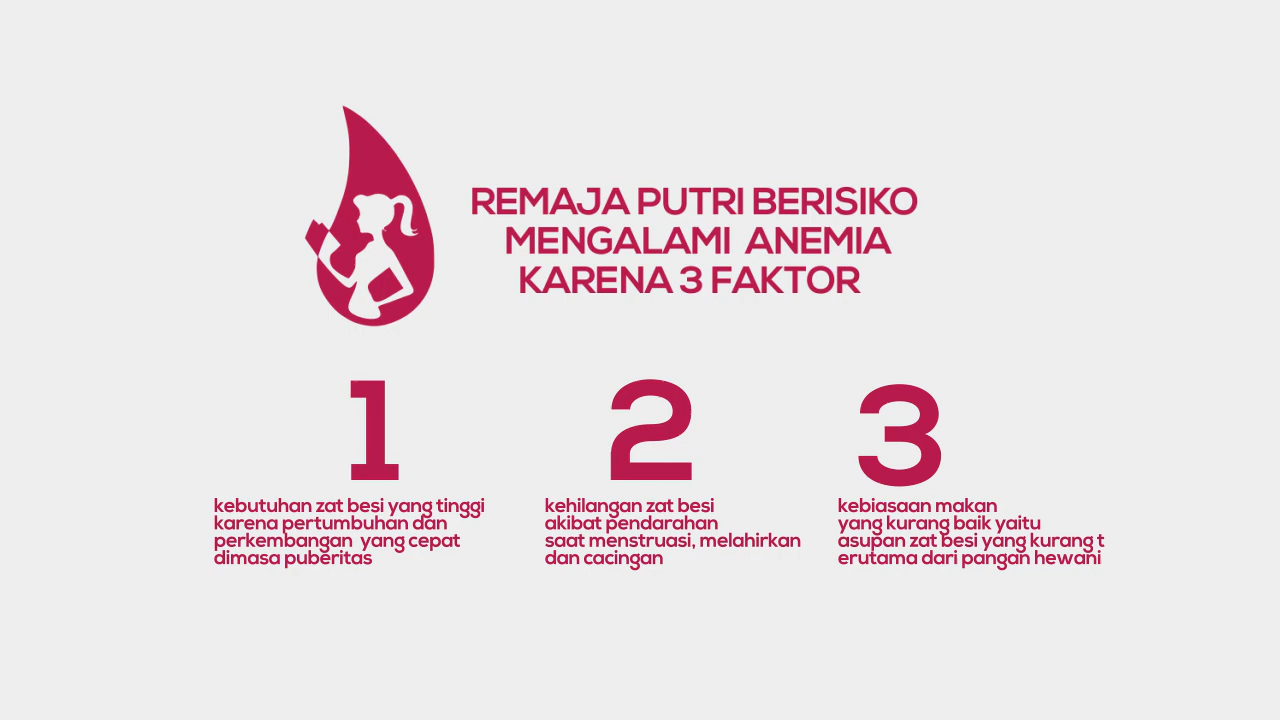 REMAJA PUTRI BERISIKO
MENGALAMI ANEMIA
KARENA 3 FAKTOR
1
kebutuhan zat besi yang tinggi
karena pertumbuhan dan
perkembangan yang cepat
dimasa puberitas
2
kehilangan zat besi
akibat pendarahan
saat menstruasi, melahirkan
dan cacingan
3
kebiasaan makan
yang kurang baik yaitu
asupan zat besi yang kurang t
erutama dari pangan hewani